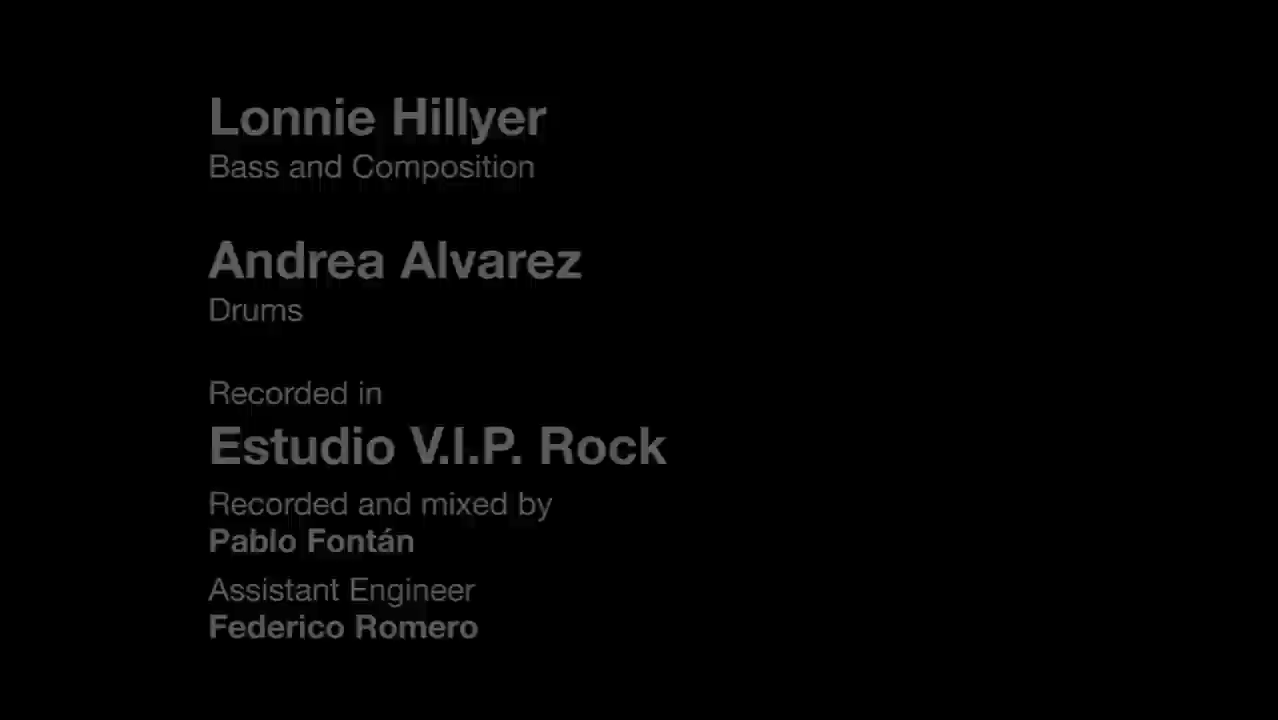 Lonnie Hillyer
Bass and Composition
Andrea Alvarez
Drums
Recorded in
Estudio V.I.P. Rock
Recorded and mixed by
Pablo Fontán
Assistant Engineer
Federico Romero